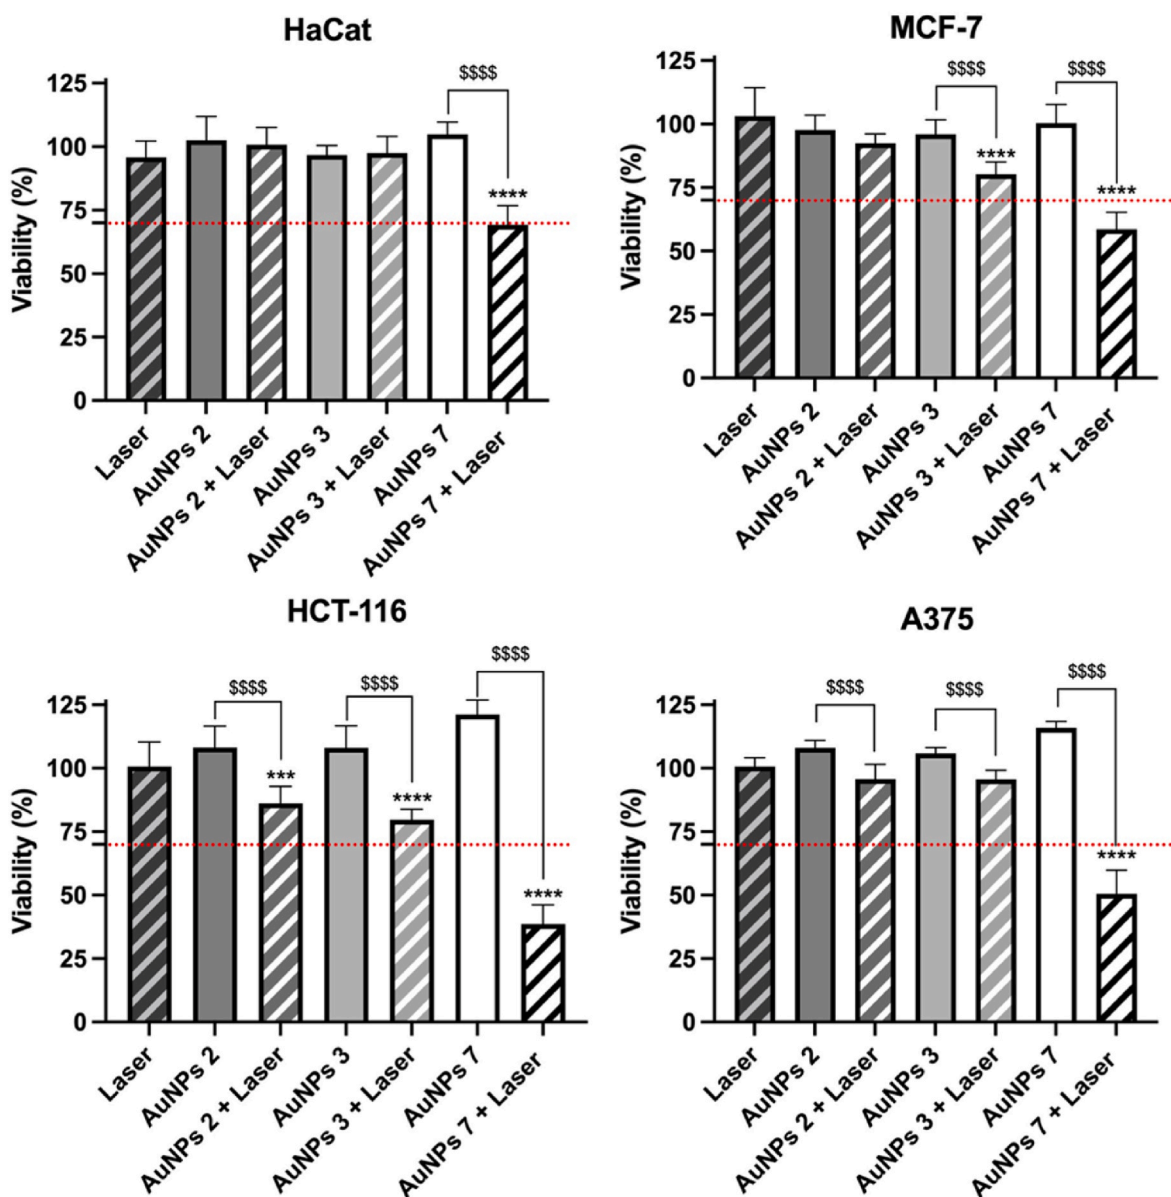 HaCat
125
100
75
50
25
0
Viability (%)
$$$$
****
Laser
AuNPs 2
AuNPs 2 + Laser
AuNPs 3
AuNPs 3 + Laser
AuNPs 7
AuNPs 7 + Laser
MCF-7
125
100
75
50
25
0
Viability (%)
$$$$
$$$$
****
****
Laser
AuNPs 2
AuNPs 2 + Laser
AuNPs 3
AuNPs 3 + Laser
AuNPs 7
AuNPs 7 + Laser
HCT-116
125
100
75
50
25
0
Viability (%)
$$$$
$$$$
$$$$
***
****
****
Laser
AuNPs 2
AuNPs 2 + Laser
AuNPs 3
AuNPs 3 + Laser
AuNPs 7
AuNPs 7 + Laser
A375
125
100
75
50
25
0
Viability (%)
$$$$
$$$$
$$$$
****
Laser
AuNPs 2
AuNPs 2 + Laser
AuNPs 3
AuNPs 3 + Laser
AuNPs 7
AuNPs 7 + Laser